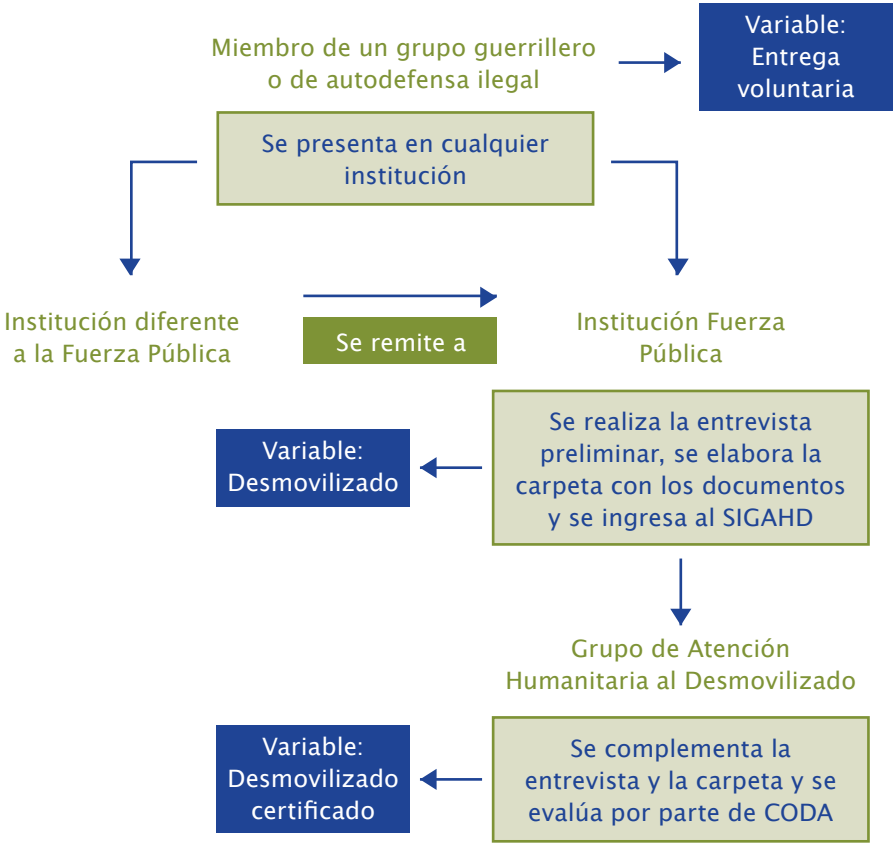 Miembro de un grupo guerrillero
o de autodefensa ilegal
Variable:
Entrega
voluntaria
Se presenta en cualquier
institución
Institución diferente
a la Fuerza Pública
Se remite a
Institución Fuerza
Pública
Se realiza la entrevista
preliminar, se elabora la
carpeta con los documentos
y se ingresa al SIGAHD
Variable:
Desmovilizado
Grupo de Atención
Humanitaria al Desmovilizado
Se complementa la
entrevista y la carpeta y se
evalúa por parte de CODA
Variable:
Desmovilizado
certificado